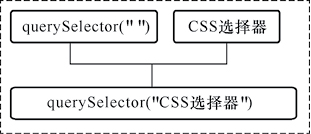 querySelector(" ")
CSS选择器
querySelector("CSS选择器")